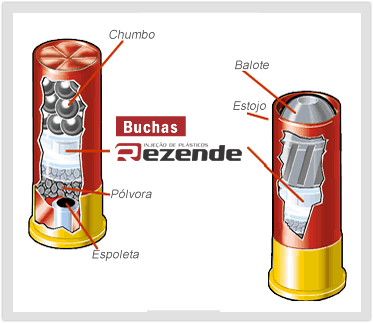 Chumbo
Balote
Estojo
Buchas
INJEÇÃO DE PLÁSTICOS
Rezende
Pólvora
Espoleta